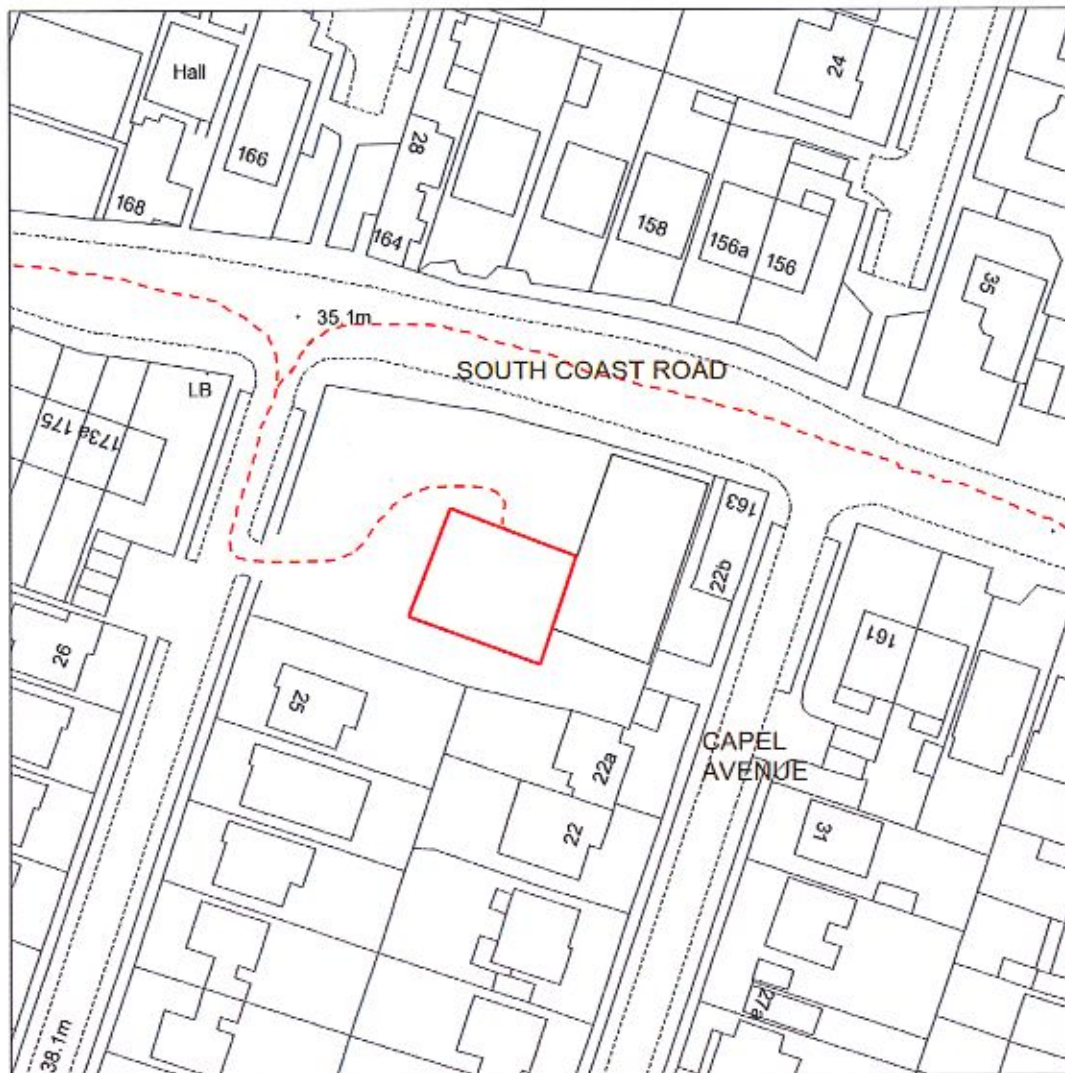 Hall
24
166
28
168
164
158
156a
156
35
35.1m
SOUTH COAST ROAD
LB
175
173a
163
22b
161
26
25
CAPEL
AVENUE
22a
22
31
27a
38.1m